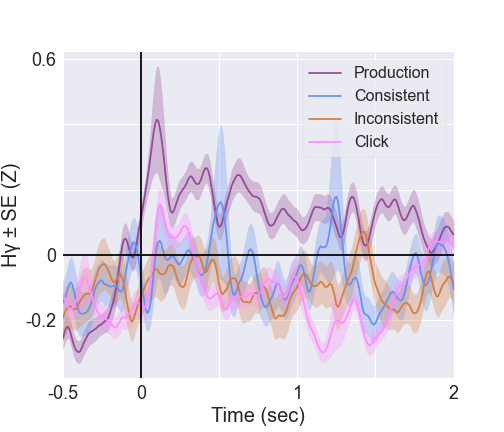 0.6
0
-0.2
Hγ ± SE (Z)
Production
Consistent
Inconsistent
Click
-0.5 0 1 2
Time (sec)